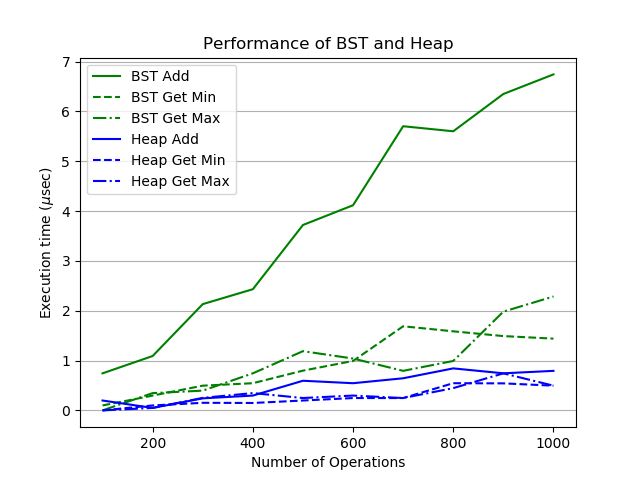 Performance of BST and Heap
BST Add
BST Get Min
BST Get Max
Heap Add
Heap Get Min
Heap Get Max
Execution time (μsec)
7
6
5
4
3
2
1
0
200 400 600 800 1000
Number of Operations